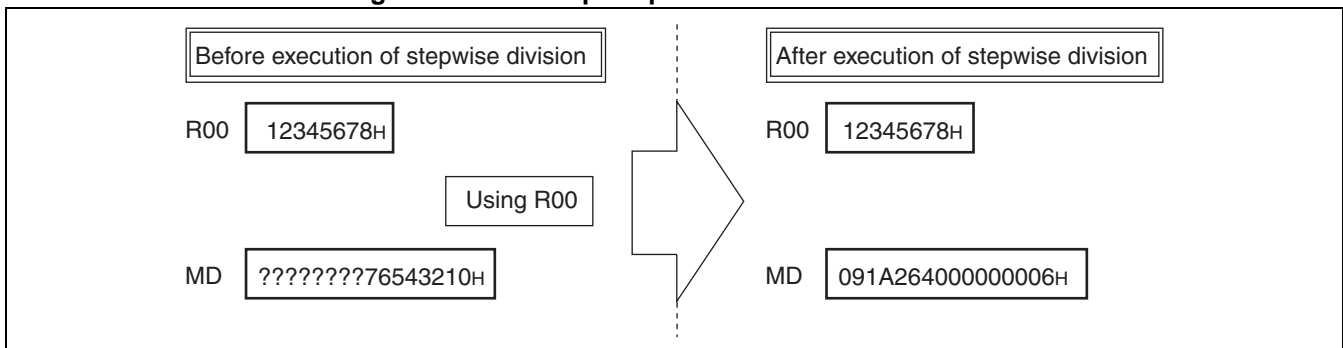 Before execution of stepwise division
After execution of stepwise division
R00 12345678H
R00 12345678H
Using R00
MD ????????76543210H
MD 091A264000000006H